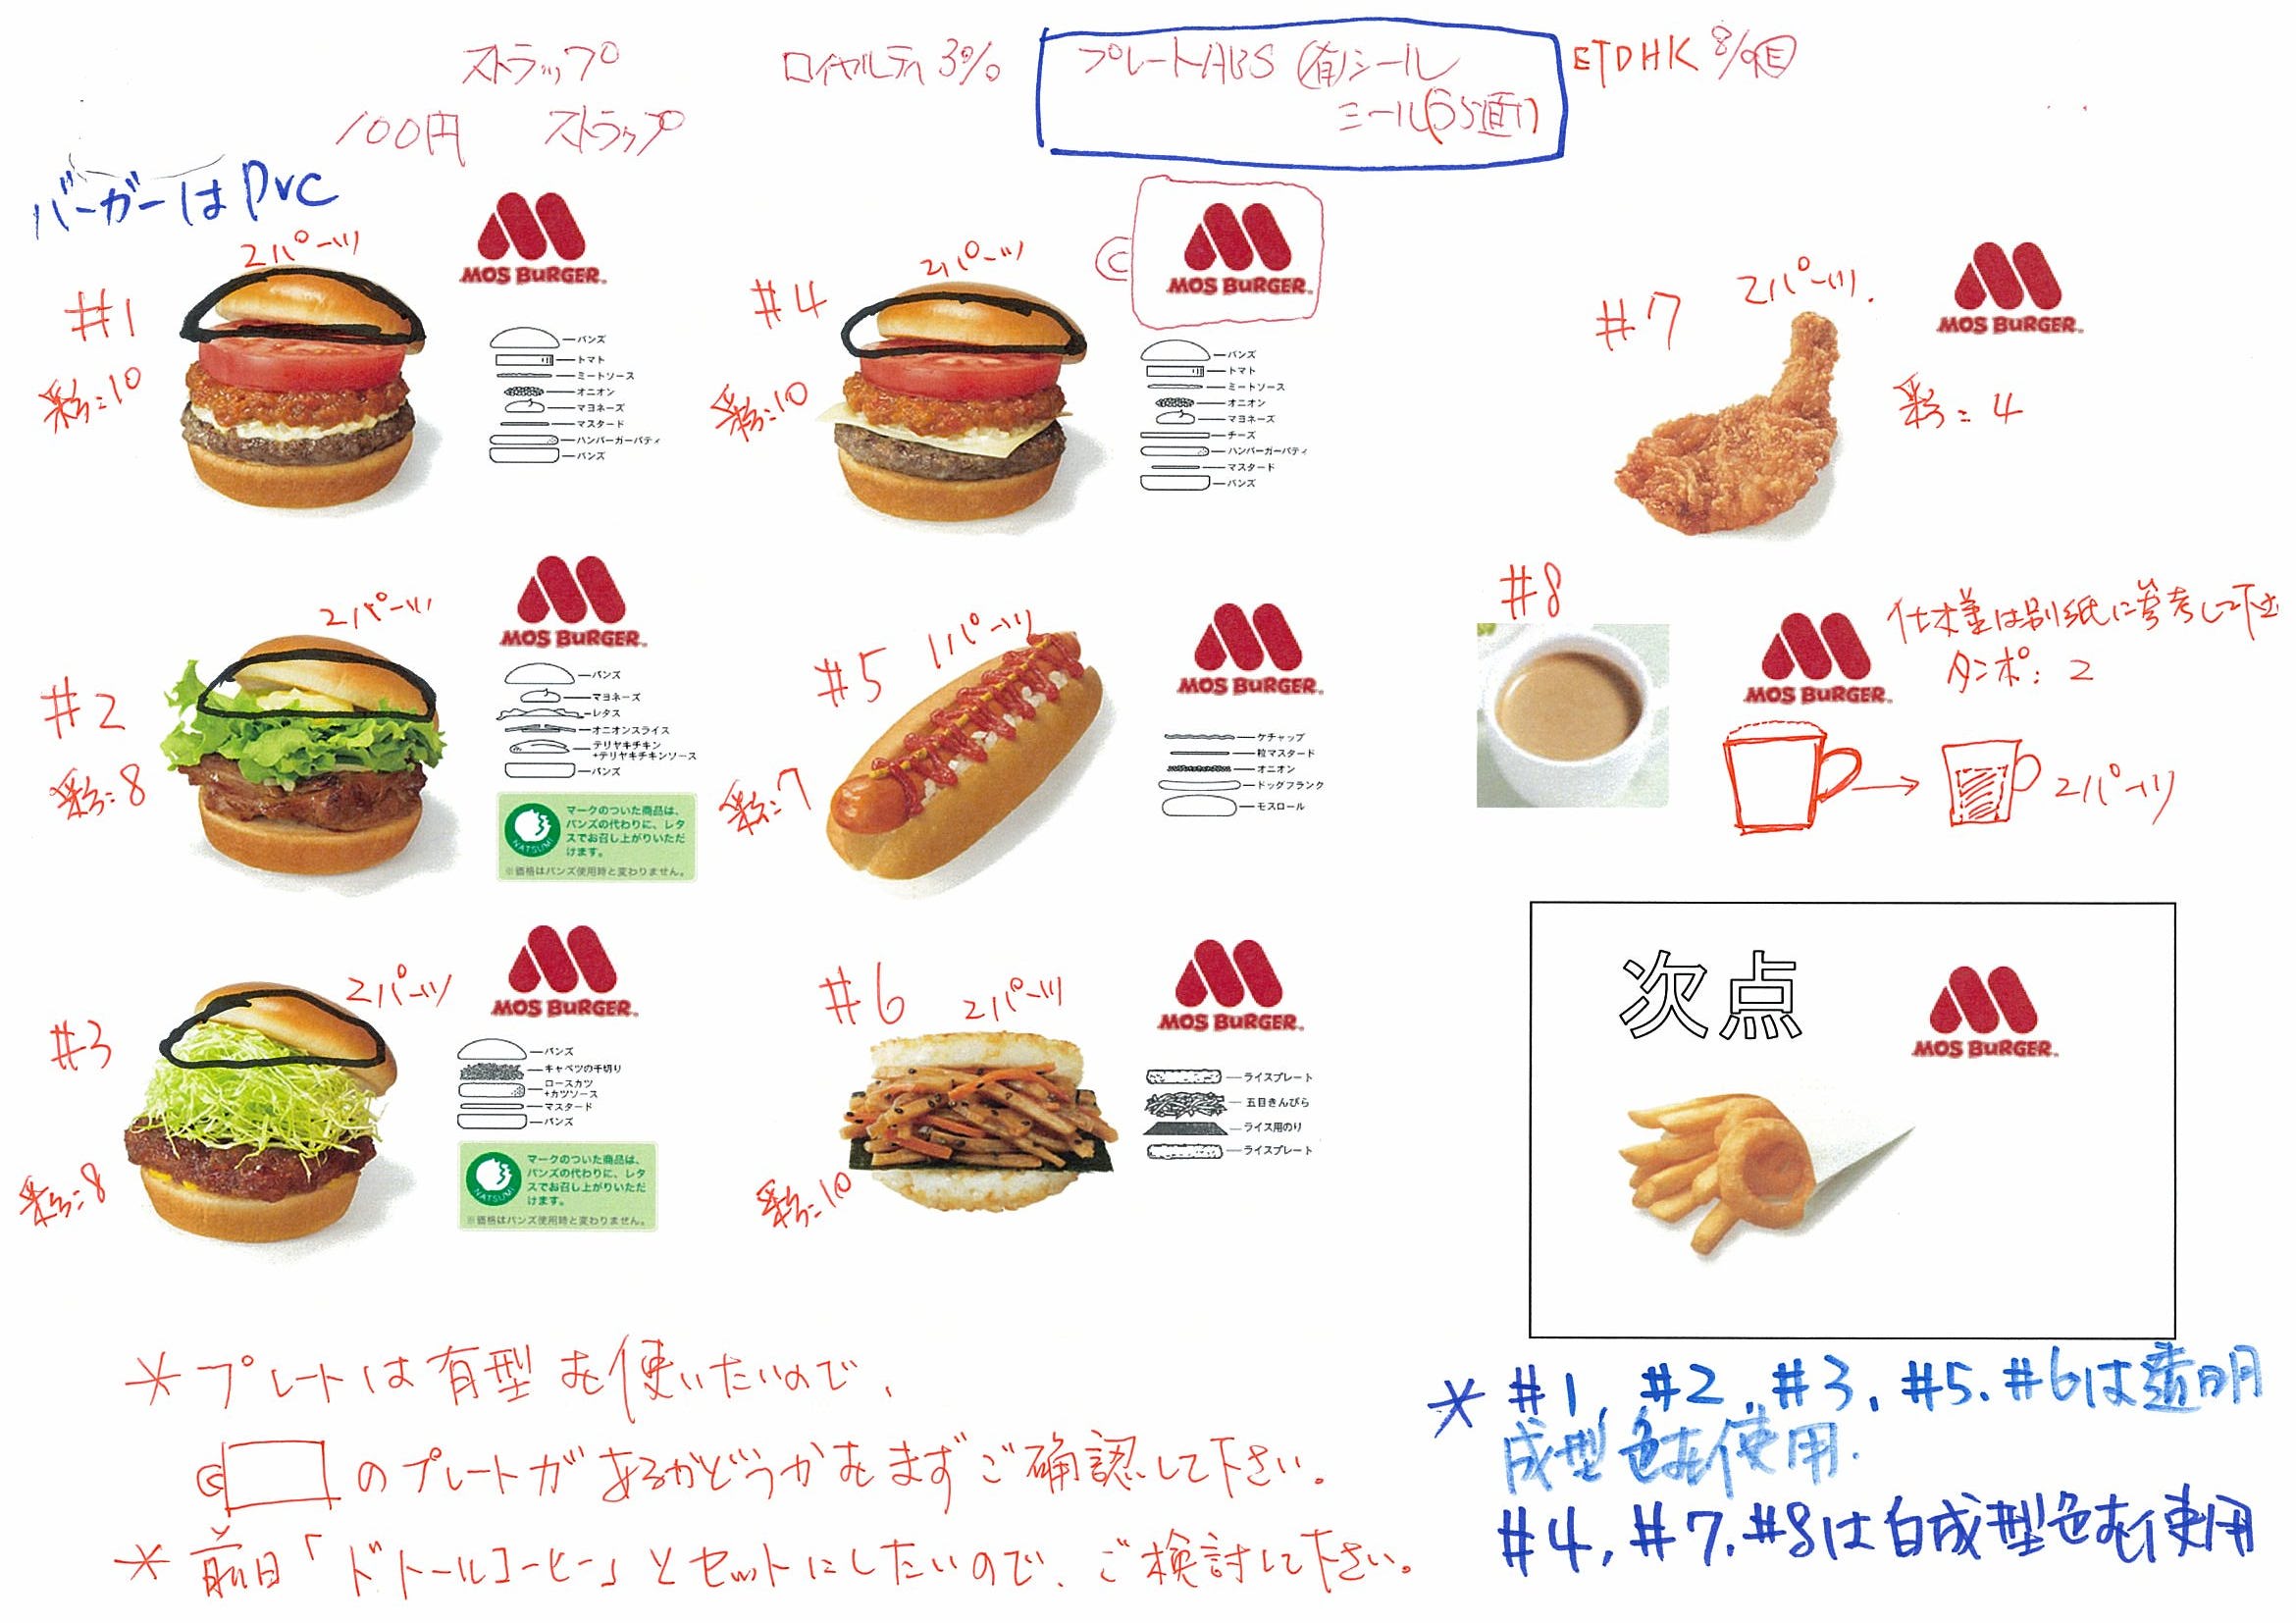 ストラップ
ロイヤルティ 3%
プレートABS (有)シール
ミール(うら面)
ETDHK
100円 ストラップ
バーガーはPVC
#1
2パーツ
彩:10
MOS BURGER
バンズ
トマト
ミートソース
オニオン
マヨネーズ
マスタード
ハンバーガーパティ
バンズ
#4
2パーツ
彩:10
MOS BURGER
バンズ
トマト
ミートソース
オニオン
マヨネーズ
チーズ
ハンバーガーパティ
マスタード
バンズ
#7
2パーツ.
彩:4
MOS BURGER
#2
2パーツ
彩:8
MOS BURGER
バンズ
マヨネーズ
レタス
オニオンスライス
テリヤキチキン
+テリヤキチキンソース
バンズ
NATSUMI
マークのついた商品は、
バンズの代わりに、レタ
スでお召し上がりいただ
けます。
※価格はバンズ使用時と変わりません。
#5
1パーツ
彩:7
MOS BURGER
ケチャップ
粒マスタード
オニオン
ドッグフランク
モスロール
#8
MOS BURGER
仕様は別紙に参考して下さ
タンポ:2
2パーツ
#3
2パーツ
彩:8
MOS BURGER
バンズ
キャベツの千切り
ロースカツ
+カツソース
マスタード
バンズ
NATSUMI
マークのついた商品は、
バンズの代わりに、レタ
スでお召し上がりいただ
けます。
※価格はバンズ使用時と変わりません。
#6
2パーツ
彩:10
MOS BURGER
ライスプレート
五目きんぴら
ライス用のり
ライスプレート
次点
MOS BURGER
*プレートは有型を使いたいので、
のプレートがあるかどうかをまずご確認して下さい。
*前日「ドトールコーヒー」とセットにしたいので、ご検討して下さい。
* #1, #2, #3, #5. #6は透明
成型色を使用.
#4, #7. #8は白成型色を使用